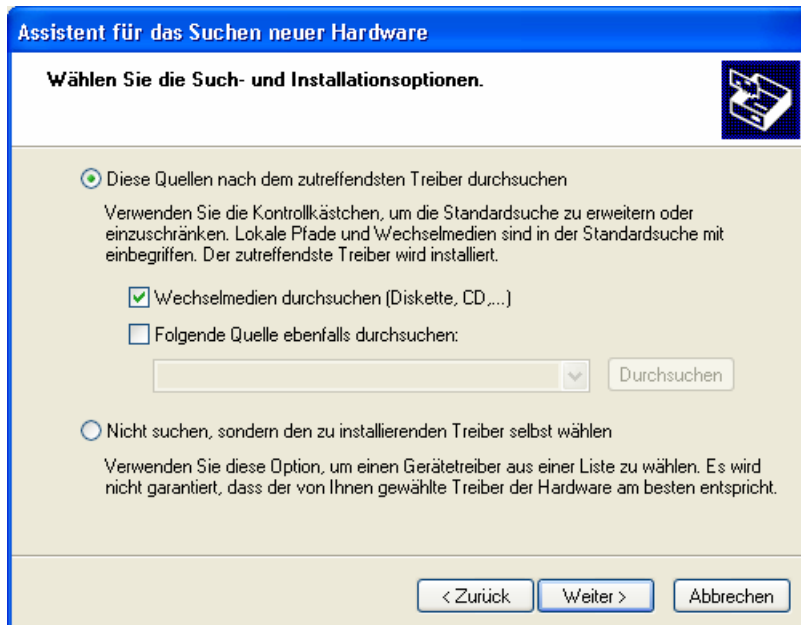 Assistent für das Suchen neuer Hardware
Wählen Sie die Such- und Installationsoptionen.
Diese Quellen nach dem zutreffendsten Treiber durchsuchen
Verwenden Sie die Kontrollkästchen, um die Standardsuche zu erweitern oder
einzuschränken. Lokale Pfade und Wechselmedien sind in der Standardsuche mit
einbegriffen. Der zutreffendste Treiber wird installiert.
Wechselmedien durchsuchen (Diskette, CD,...)
Folgende Quelle ebenfalls durchsuchen:
Durchsuchen
Nicht suchen, sondern den zu installierenden Treiber selbst wählen
Verwenden Sie diese Option, um einen Gerätetreiber aus einer Liste zu wählen. Es wird
nicht garantiert, dass der von Ihnen gewählte Treiber der Hardware am besten entspricht.
< Zurück Weiter > Abbrechen